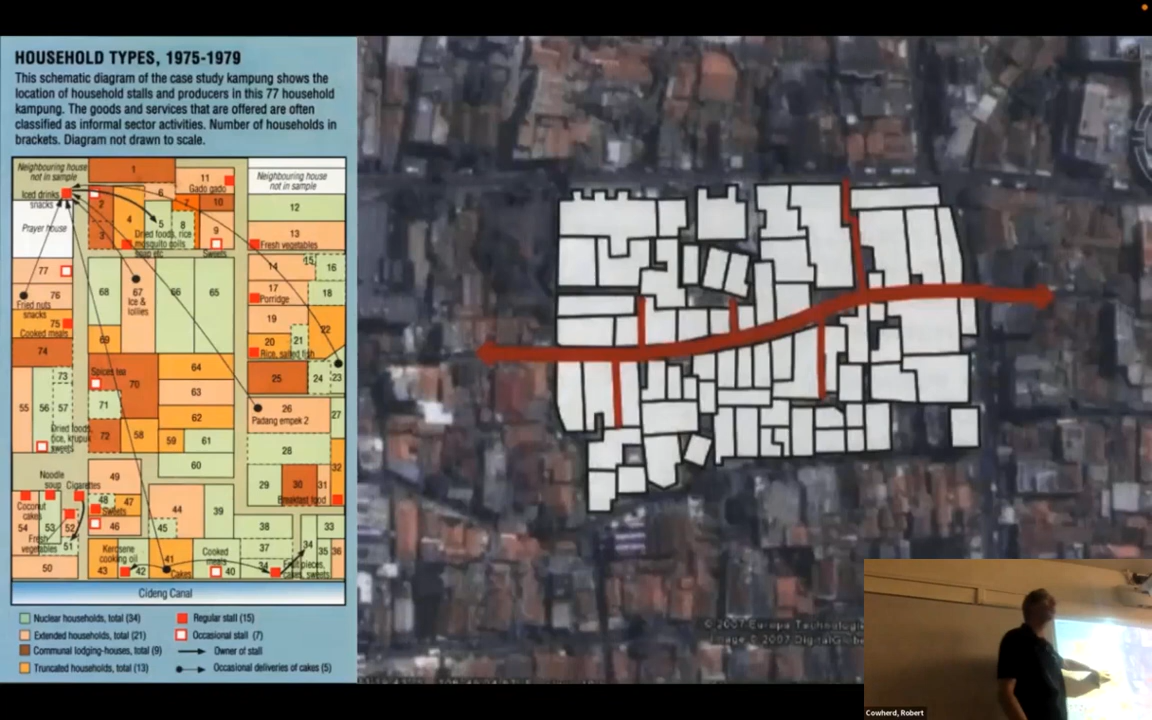 HOUSEHOLD TYPES, 1975-1979
This schematic diagram of the case study kampung shows the
location of household stalls and producers in this 77 household
kampung. The goods and services that are offered are often
classified as informal sector activities. Number of households in
brackets. Diagram not drawn to scale.
Neighbouring house
not in sample
1
11
Gado gado
Neighbouring house
not in sample
Iced drinks
snacks
2
6
7
10
12
Prayer house
3
4
5
8
9
13
Dried foods, rice
mosquito coils
soap etc
Sweets
Fresh vegetables
77
14
15
16
76
68
67
66
65
17
18
Fried nuts
snacks
Ice &
lollies
Porridge
75
Cooked meals
19
22
69
20
21
Rice, salted fish
74
64
73
Spices tea
70
25
24
23
63
55
56
57
71
26
27
62
Padang empek 2
Dried foods,
rice, krupuk
sweets
72
58
59
61
28
60
32
49
29
30
31
Noodle
soup
Cigarettes
Breakfast food
48
47
44
39
Coconut
cakes
Sweets
54
53
52
46
45
38
33
Fresh
vegetables
51
37
34
35
36
Kerosene
cooking oil
41
Cooked
meals
50
43
42
Cakes
40
34
Fruit pieces,
cakes, sweets
Cideng Canal
Nuclear households, total (34)
Regular stall (15)
Extended households, total (21)
Occasional stall (7)
Communal lodging-houses, total (9)
Owner of stall
Truncated households, total (13)
Occasional deliveries of cakes (5)
© 2007 Europa Technologi
Image © 2007 DigitalGlobe
Cowherd, Robert